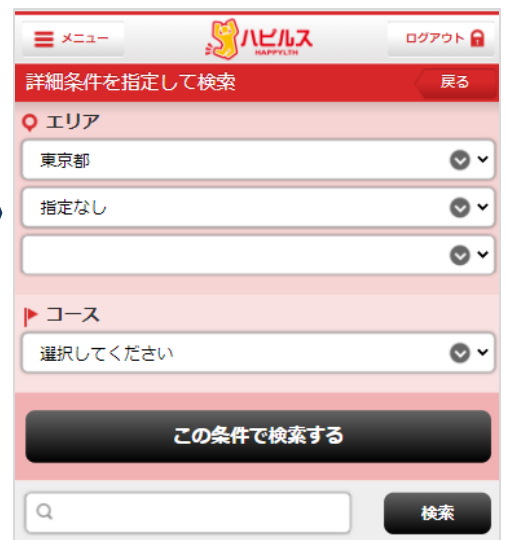 メニュー
ハピルス
HAPPYLTH
ログアウト
詳細条件を指定して検索
戻る
エリア
東京都
指定なし
コース
選択してください
この条件で検索する
検索